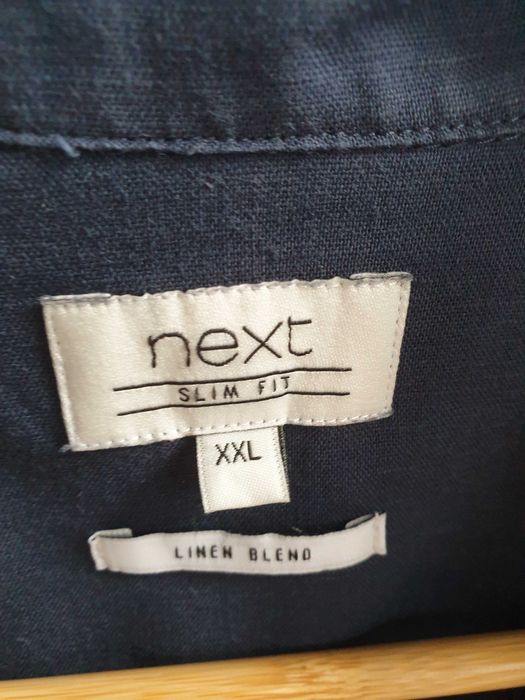 next
SLIM FIT
XXL
LINEN BLEND